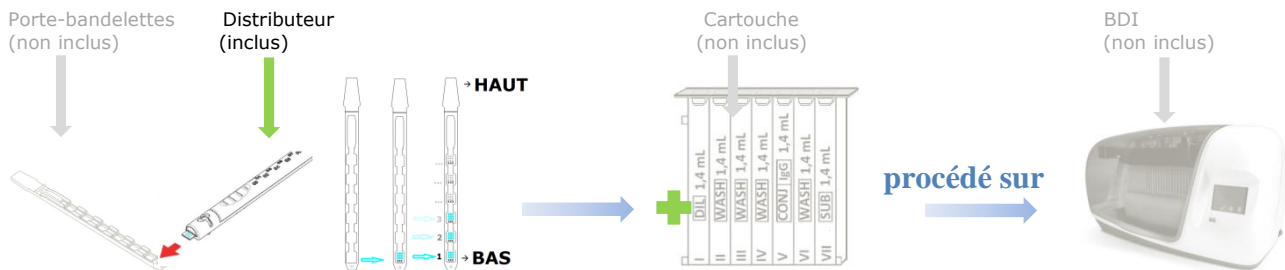 Porte-bandelettes
(non inclus)
Distributeur
(inclus)
Cartouche
(non inclus)
BDI
(non inclus)
HAUT
...
...
...
3
2
1
BAS
DIL 1,4 mL
WASH 1,4 mL
WASH 1,4 mL
WASH 1,4 mL
CONJ IgG 1,4 mL
WASH 1,4 mL
SUB 1,4 mL
I
II
III
IV
V
VI
VII
procédé sur